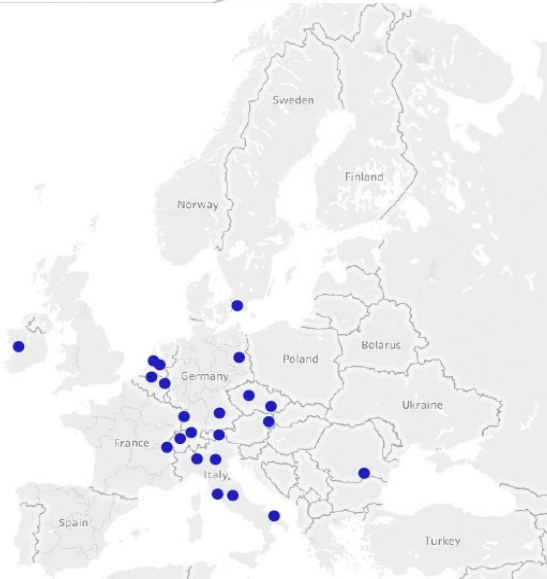 Sweden
Finland
Norway
Belarus
Poland
Germany
Ukraine
France
Italy
Spain
Turkey